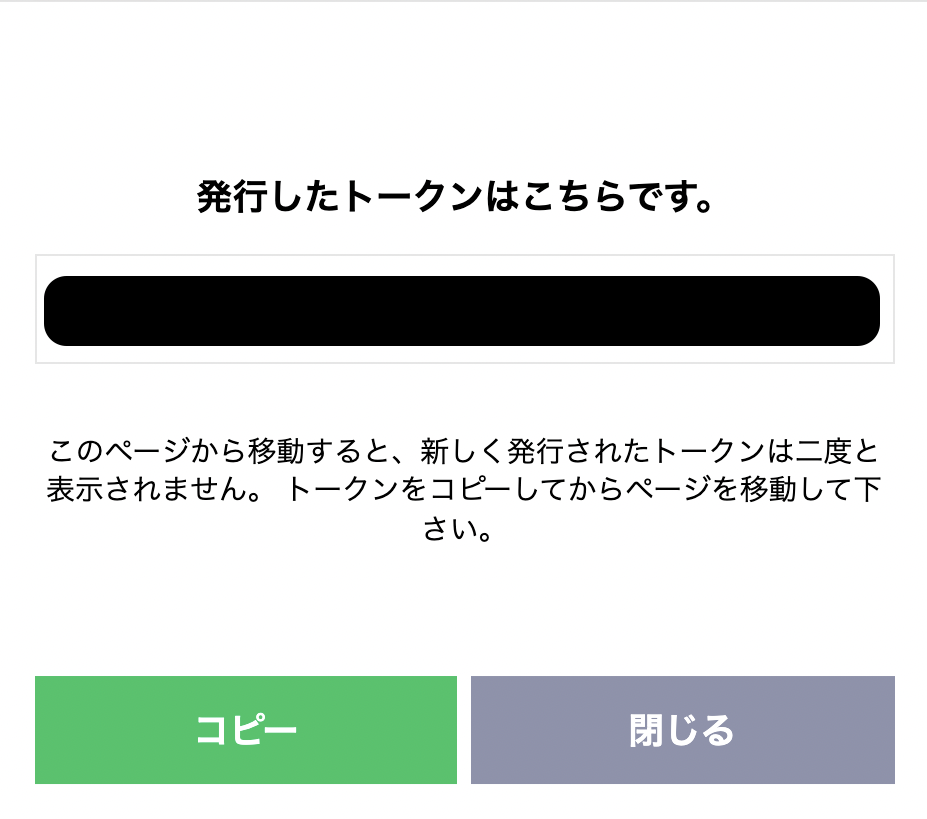 発行したトークンはこちらです。
このページから移動すると、新しく発行されたトークンは二度と
表示されません。 トークンをコピーしてからページを移動して下
さい。
コピー
閉じる